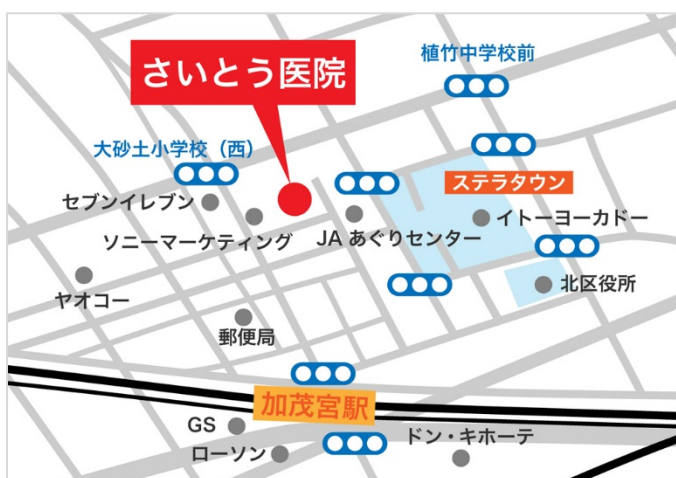 さいとう医院
植竹中学校前
大砂土小学校（西）
ステラタウン
セブンイレブン
ソニーマーケティング
JA あぐりセンター
イトーヨーカドー
ヤオコー
北区役所
郵便局
加茂宮駅
GS
ローソン
ドン・キホーテ